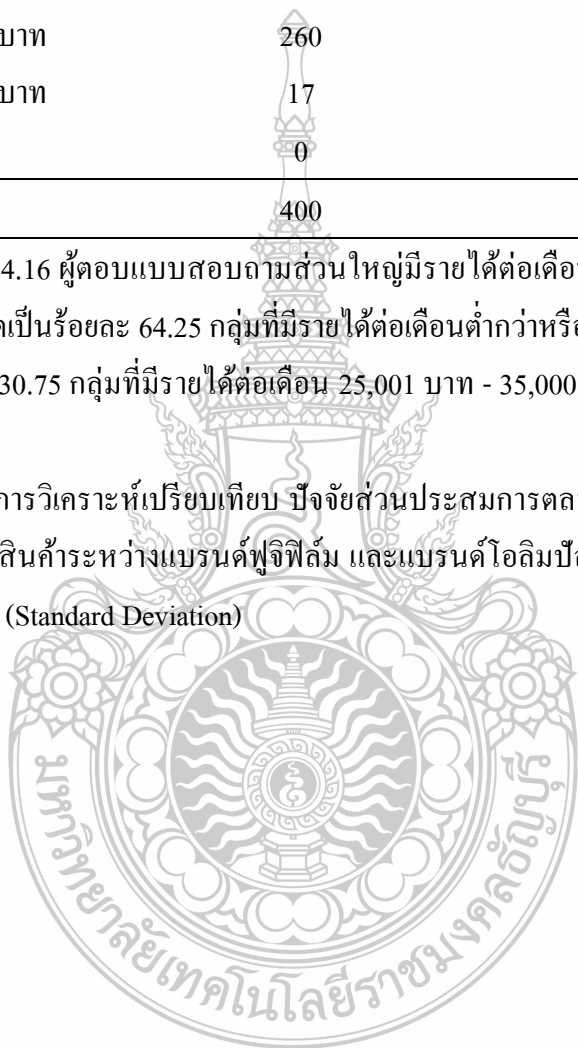 บาท 260
บาท 17
0
400
4.16 ผู้ตอบแบบสอบถามส่วนใหญ่มีรายได้ต่อเดือน
เป็นร้อยละ 64.25 กลุ่มที่มีรายได้ต่อเดือนต่ำกว่าหรือ
30.75 กลุ่มที่มีรายได้ต่อเดือน 25,001 บาท - 35,000
การวิเคราะห์เปรียบเทียบ ปัจจัยส่วนประสมการตลา
สินค้าระหว่างแบรนด์ฟูจิฟิล์ม และแบรนด์โอลิมปัส
(Standard Deviation)
มหาวิทยาลัยเทคโนโลยีราชมงคลธัญบุรี